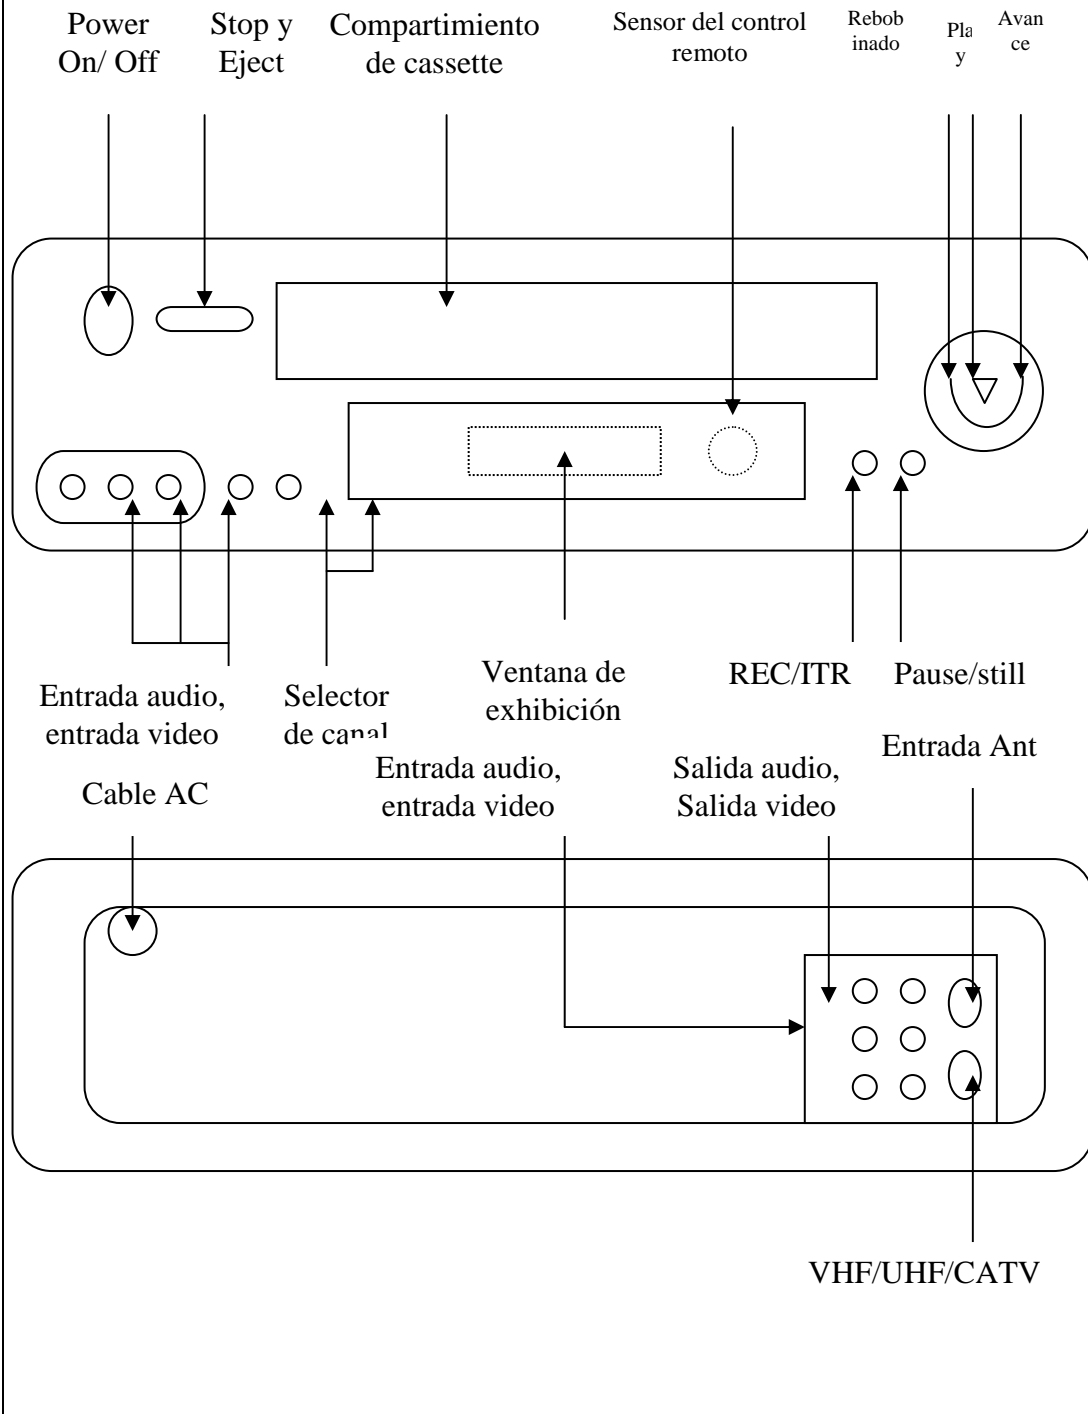 Power
On/ Off
Stop y
Eject
Compartimiento
de cassette
Sensor del control
remoto
Rebob
inado
Pla
y
Avan
ce
Entrada audio,
entrada video
Selector
de canal
Ventana de
exhibición
REC/ITR
Pause/still
Cable AC
Entrada audio,
entrada video
Salida audio,
Salida video
Entrada Ant
VHF/UHF/CATV